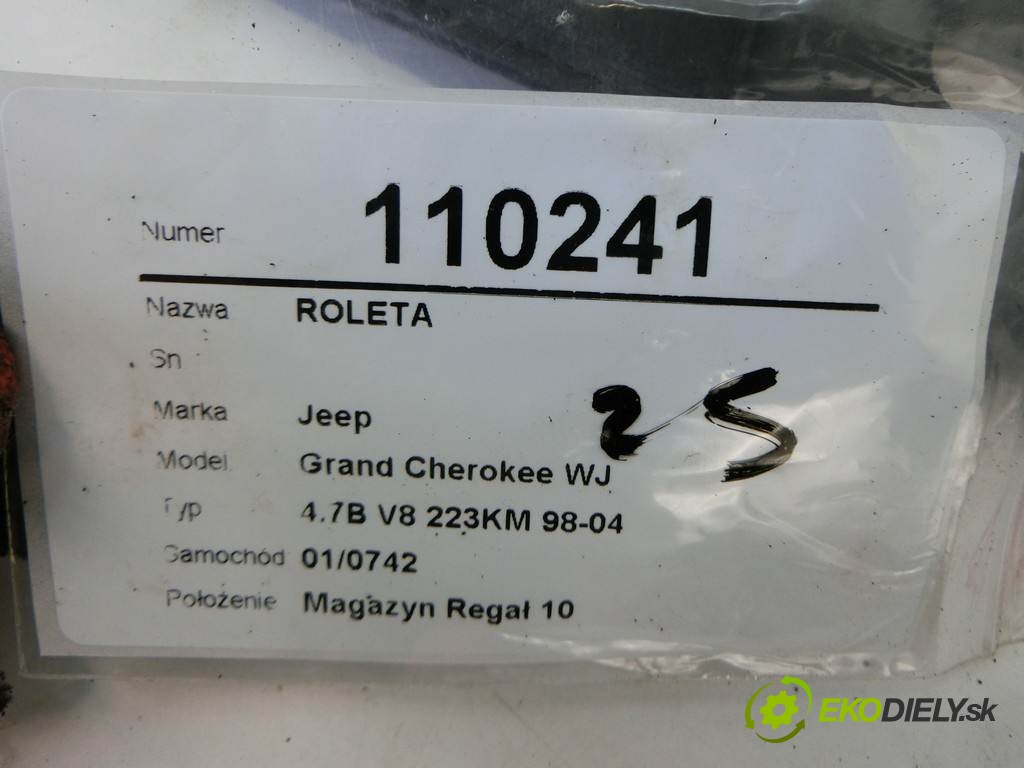 Numer 110241
Nazwa ROLETA
Sn
Marka Jeep
25
Model Grand Cherokee WJ
Typ 4.7B V8 223KM 98-04
Samochód 01/0742
Położenie Magazyn Regał 10
EKODIELY.sk